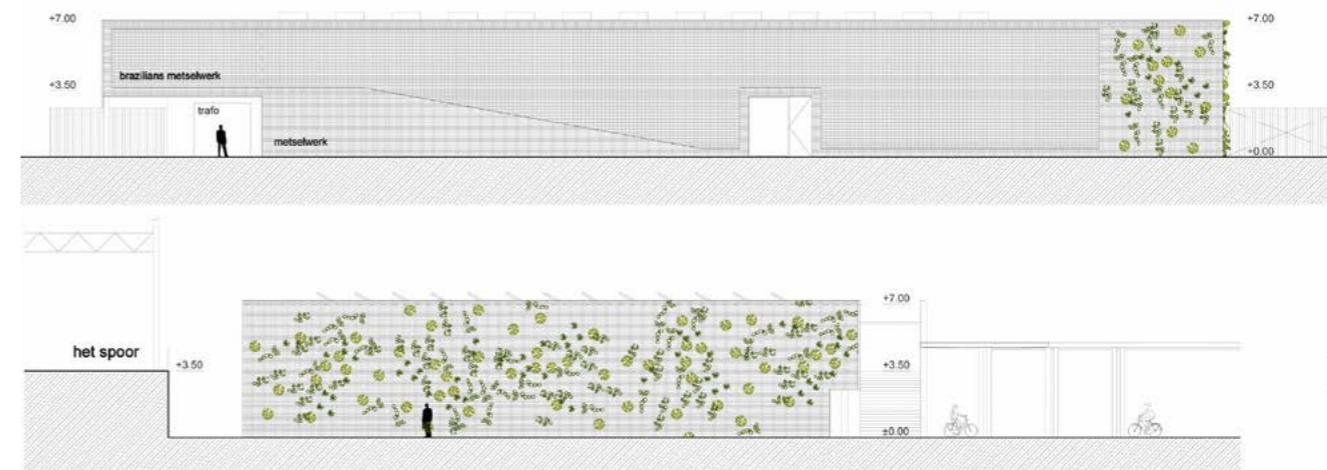 +7.00
+7.00
brazilians metselwerk
+3.50
+3.50
trafo
metselwerk
+0.00
+7.00
het spoor
+3.50
+3.50
±0.00